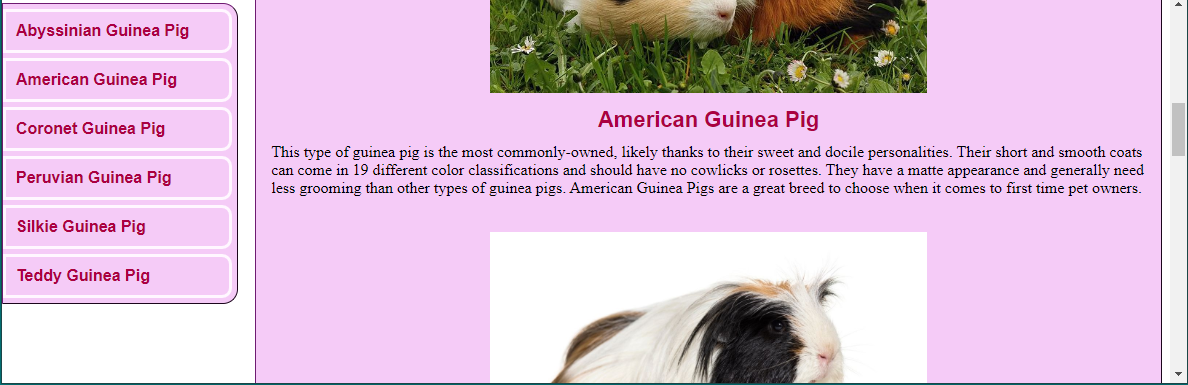 Abyssinian Guinea Pig
American Guinea Pig
Coronet Guinea Pig
Peruvian Guinea Pig
Silkie Guinea Pig
Teddy Guinea Pig
American Guinea Pig
This type of guinea pig is the most commonly-owned, likely thanks to their sweet and docile personalities. Their short and smooth coats
can come in 19 different color classifications and should have no cowlicks or rosettes. They have a matte appearance and generally need
less grooming than other types of guinea pigs. American Guinea Pigs are a great breed to choose when it comes to first time pet owners.